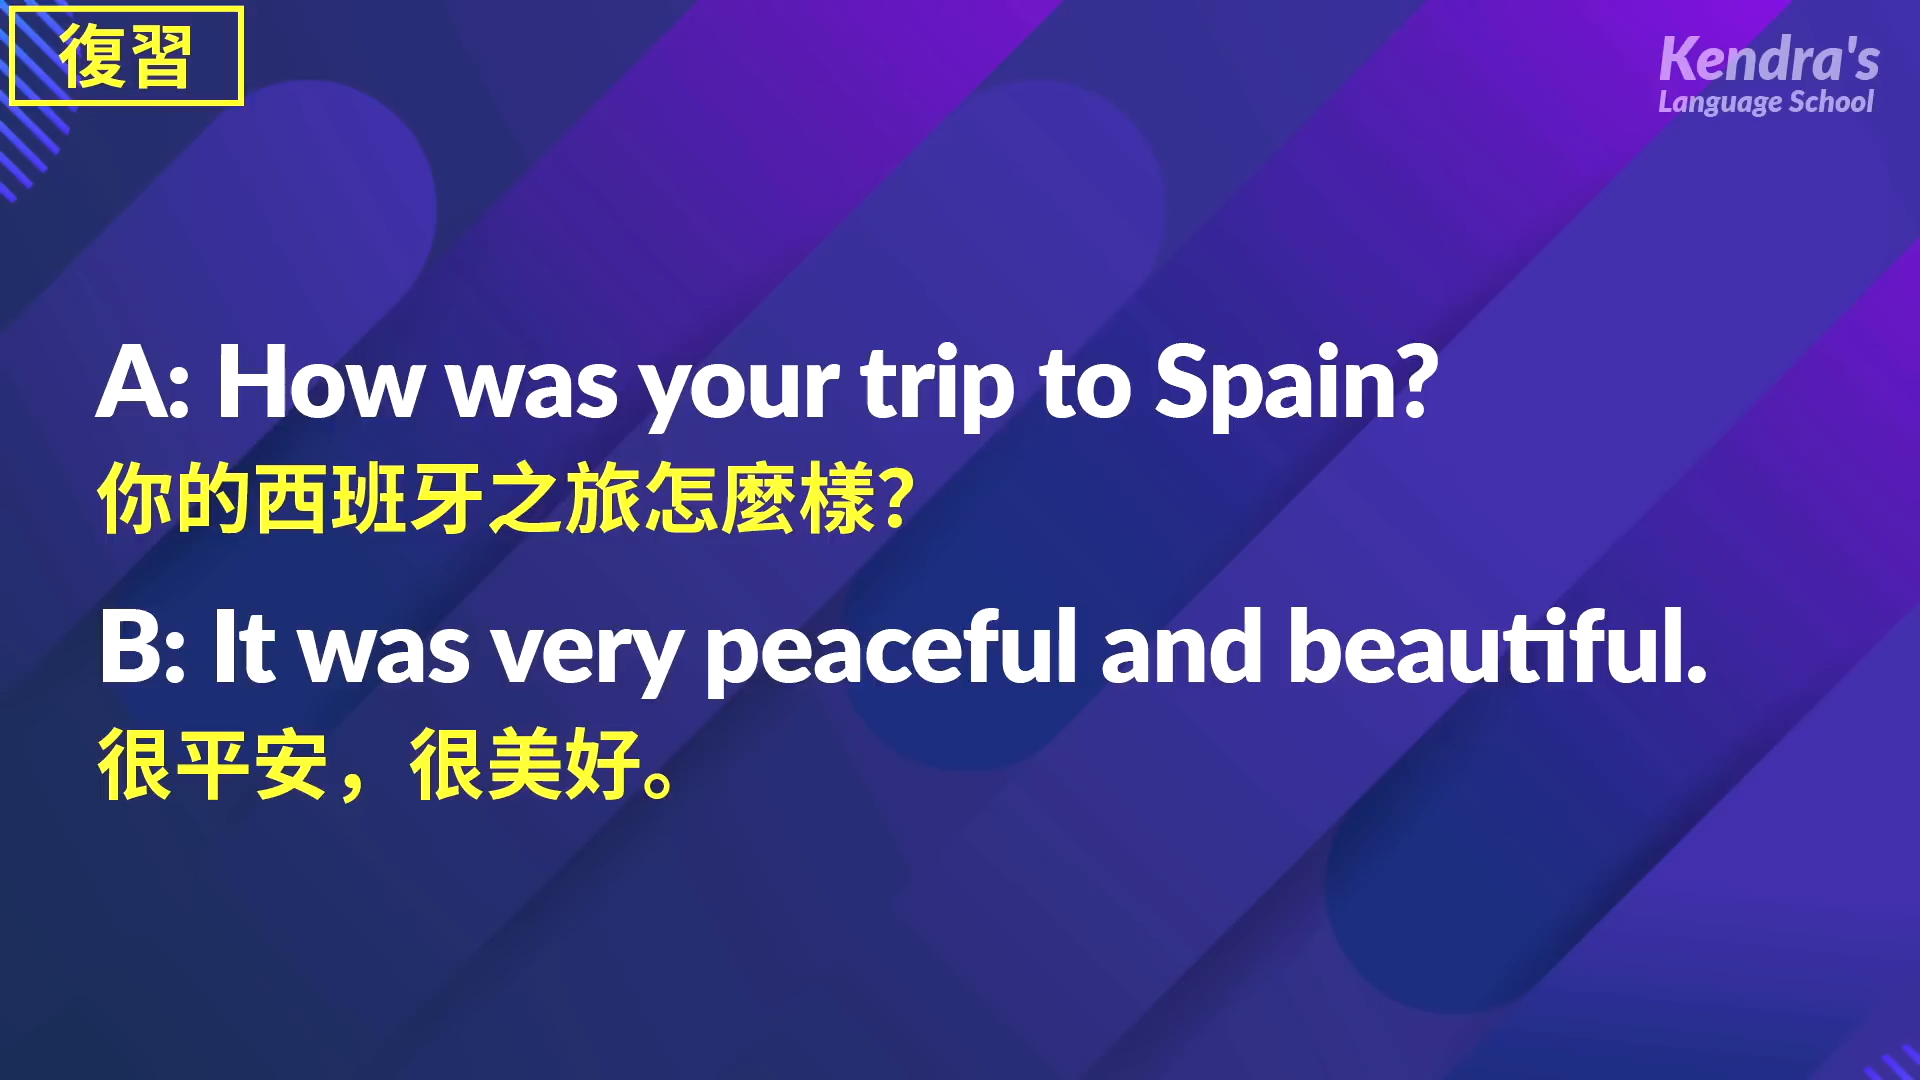 復習
Kendra's
Language School
A: How was your trip to Spain?
你的西班牙之旅怎麼樣?
B: It was very peaceful and beautiful.
很平安，很美好。